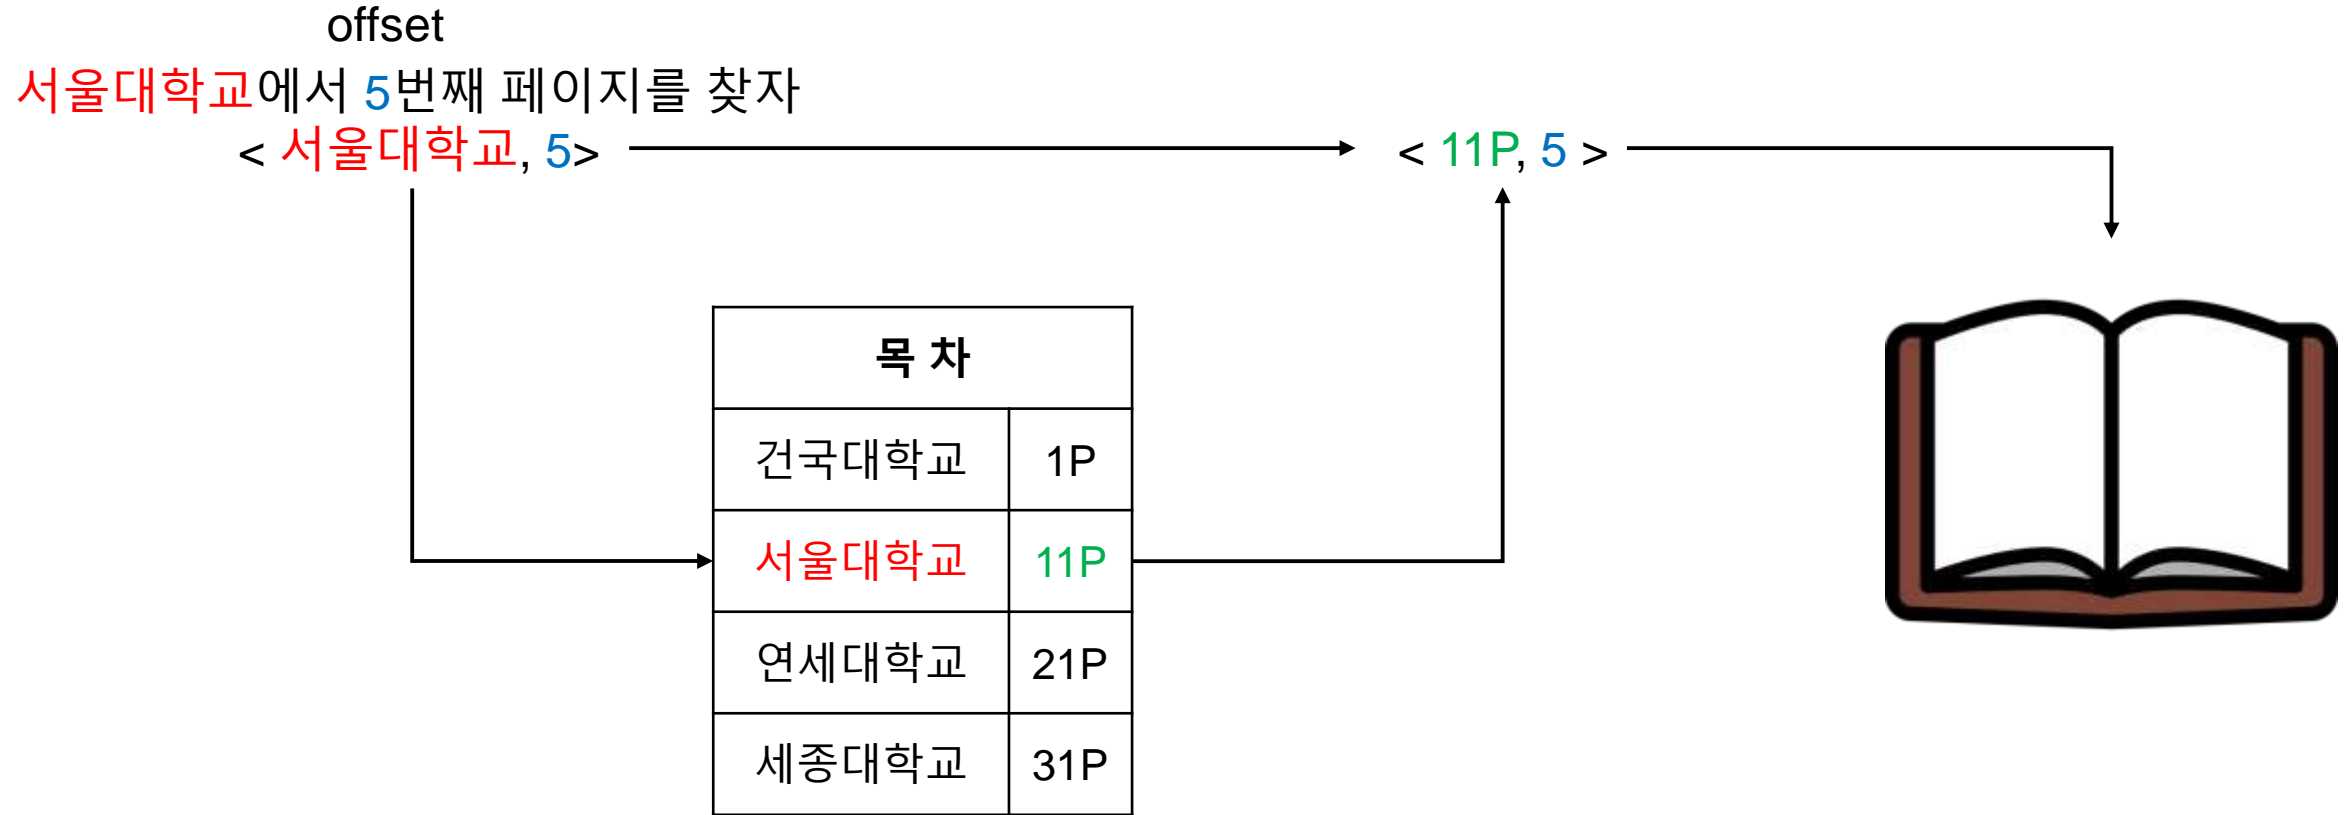 offset
서울대학교에서 5번째 페이지를 찾자
< 서울대학교, 5>
< 11P, 5 >
목 차
건국대학교 1P
서울대학교 11P
연세대학교 21P
세종대학교 31P